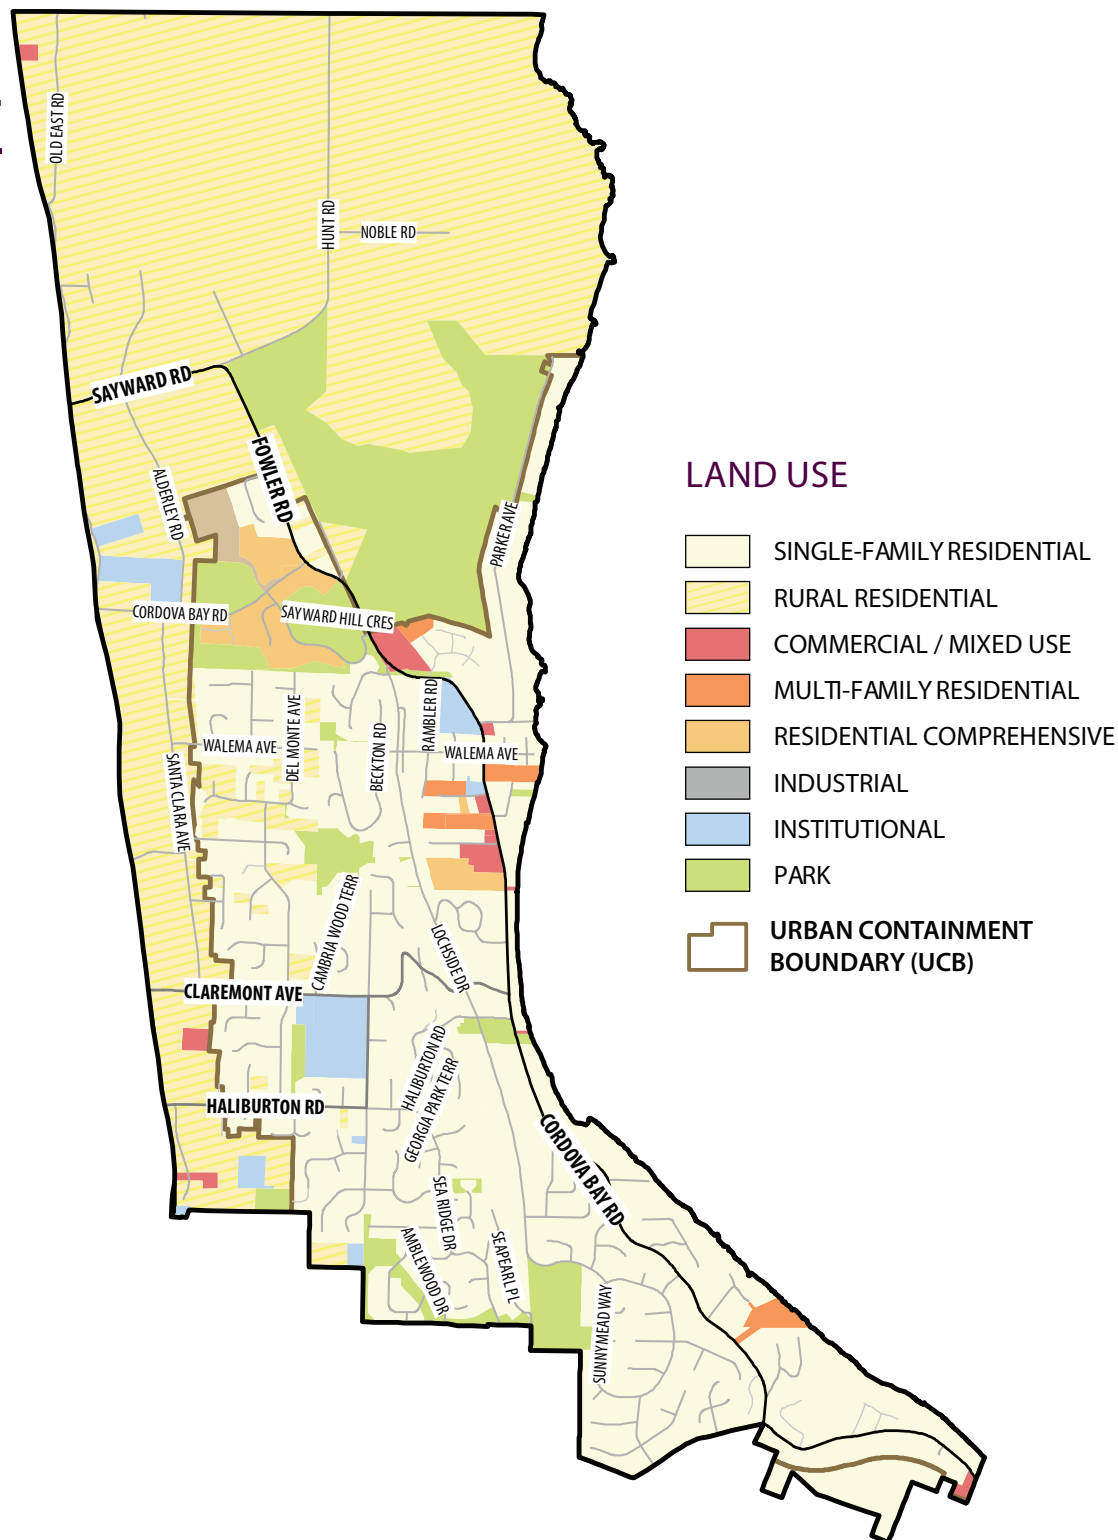 OLD EAST RD
HUNT RD
NOBLE RD
SAYWARD RD
FOWLER RD
ALDERLEY RD
PARKER AVE
CORDOVA BAY RD
SAYWARD HILL CRES
RAMBLER RD
DEL MONTE AVE
BECKTON RD
WALEMA AVE
WALEMA AVE
SANTA CLARA AVE
CAMBRIA WOOD TERR
LOCHSIDE DR
CLAREMONT AVE
HALIBURTON RD
GEORGIA PARK TERR
HALIBURTON RD
CORDOVA BAY RD
SEA RIDGE DR
AMBLEWOOD DR
SEAPEARL PL
SUNNYMEAD WAY
LAND USE
SINGLE-FAMILY RESIDENTIAL
RURAL RESIDENTIAL
COMMERCIAL / MIXED USE
MULTI-FAMILY RESIDENTIAL
RESIDENTIAL COMPREHENSIVE
INDUSTRIAL
INSTITUTIONAL
PARK
URBAN CONTAINMENT
BOUNDARY (UCB)